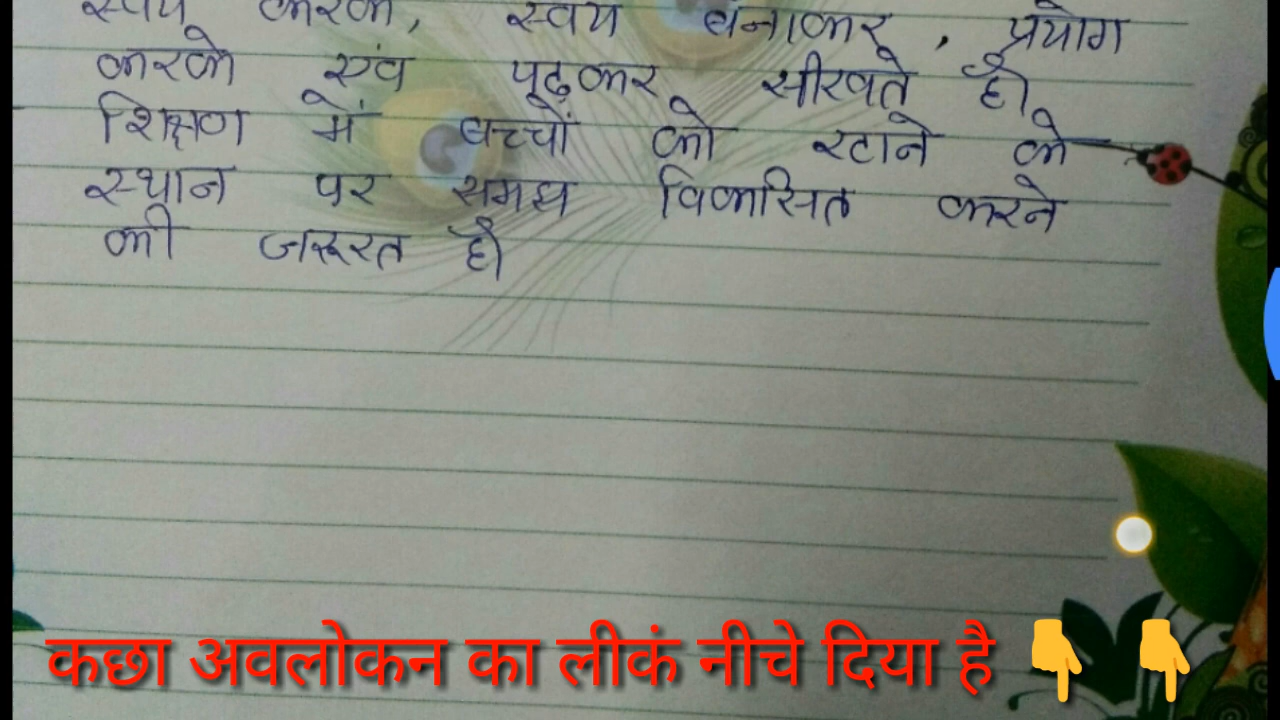 स्वयं करके, स्वयं बनाकर, प्रयोग
करके एवं पूढ़कर सीखते है।
शिक्षण में बच्चों को रटाने के
स्थान पर समझ विकसित करने
की जरूरत है।
कछा अवलोकन का लीकं नीचे दिया है 👇 👇